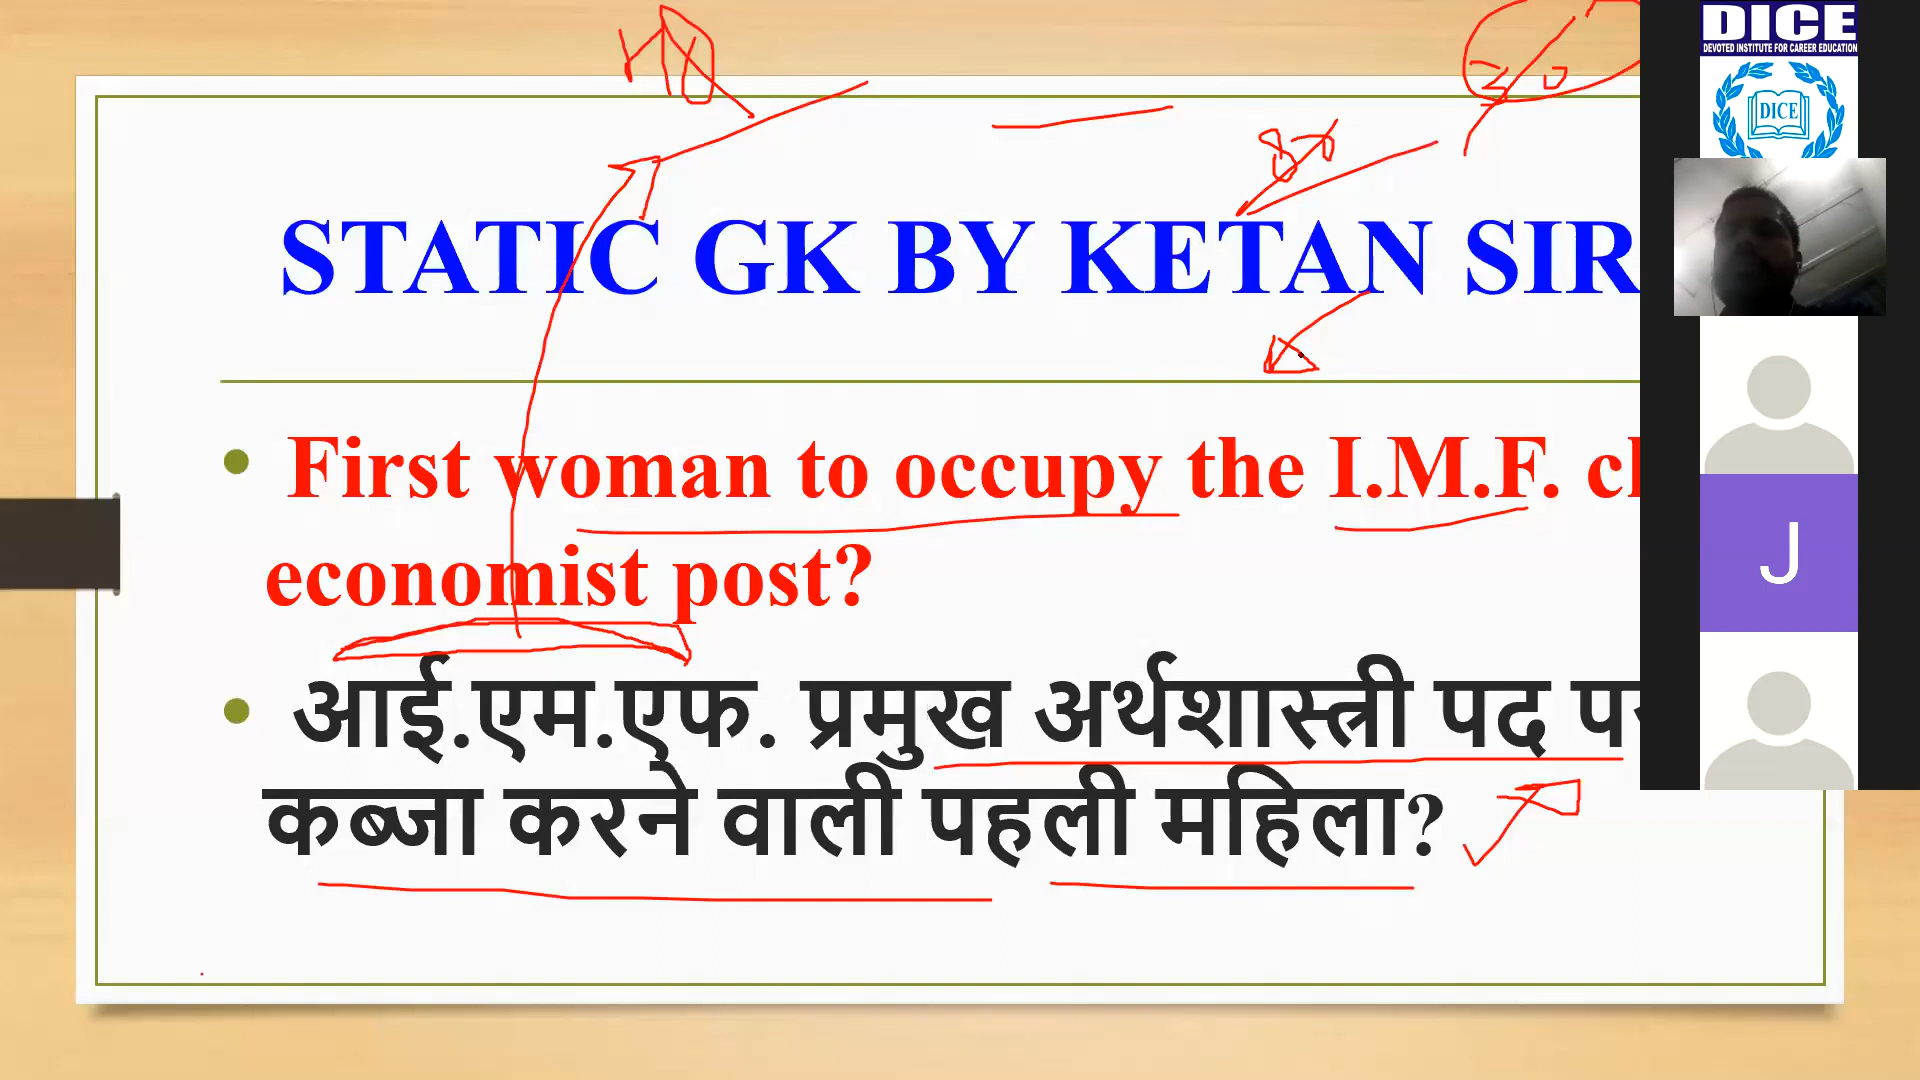 DICE
DEVOTED INSTITUTE FOR CAREER EDUCATION
DICE
STATIC GK BY KETAN SIR
First woman to occupy the I.M.F.
economist post?
आई.एम.एफ. प्रमुख अर्थशास्त्री पद
कब्जा करने वाली पहली महिला?
J